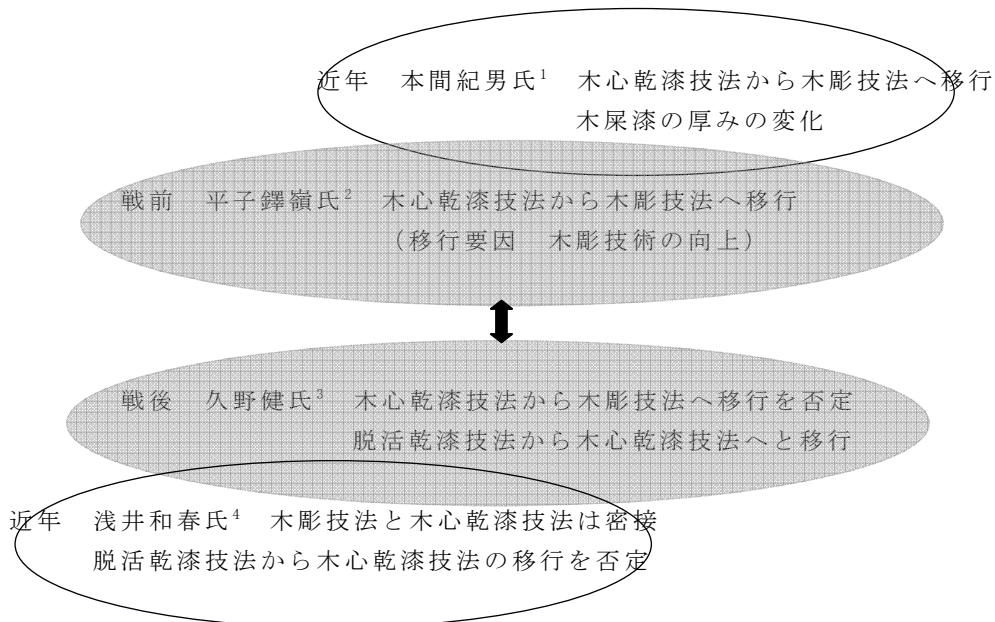 近年　本間紀男氏1　木心乾漆技法から木彫技法へ移行
木屎漆の厚みの変化
戦前　平子鐸嶺氏2　木心乾漆技法から木彫技法へ移行
（移行要因　木彫技術の向上）
戦後　久野健氏3　木心乾漆技法から木彫技法へ移行を否定
脱活乾漆技法から木心乾漆技法へと移行
近年　浅井和春氏4　木彫技法と木心乾漆技法は密接
脱活乾漆技法から木心乾漆技法の移行を否定